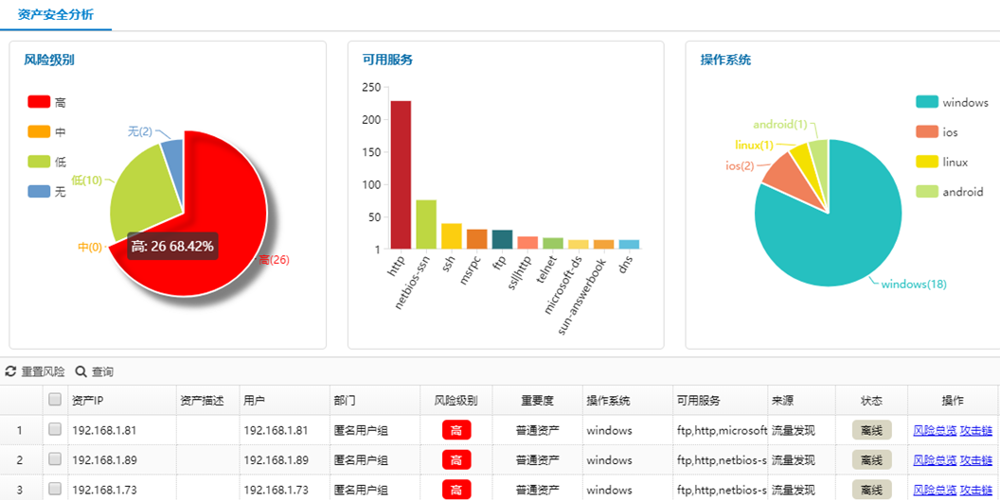 资产安全分析
风险级别
高
中
低
无
无(2)
低(10)
中(0)
高(26)
高: 26 68.42%
可用服务
250
200
150
100
50
1
http
netbios-ssn
ssh
msrpc
ftp
ssl|http
telnet
microsoft-ds
sun-answerbook
dns
操作系统
windows
ios
linux
android
android(1)
linux(1)
ios(2)
windows(18)
重置风险 查询
资产IP 资产描述 用户 部门 风险级别 重要度 操作系统 可用服务 来源 状态 操作
1 192.168.1.81 192.168.1.81 匿名用户组 高 普通资产 windows ftp,http,microsoft 流量发现 离线 风险总览 攻击链
2 192.168.1.89 192.168.1.89 匿名用户组 高 普通资产 windows ftp,http,netbios-s 流量发现 离线 风险总览 攻击链
3 192.168.1.73 192.168.1.73 匿名用户组 高 普通资产 windows ftp,http,netbios-s 流量发现 离线 风险总览 攻击链